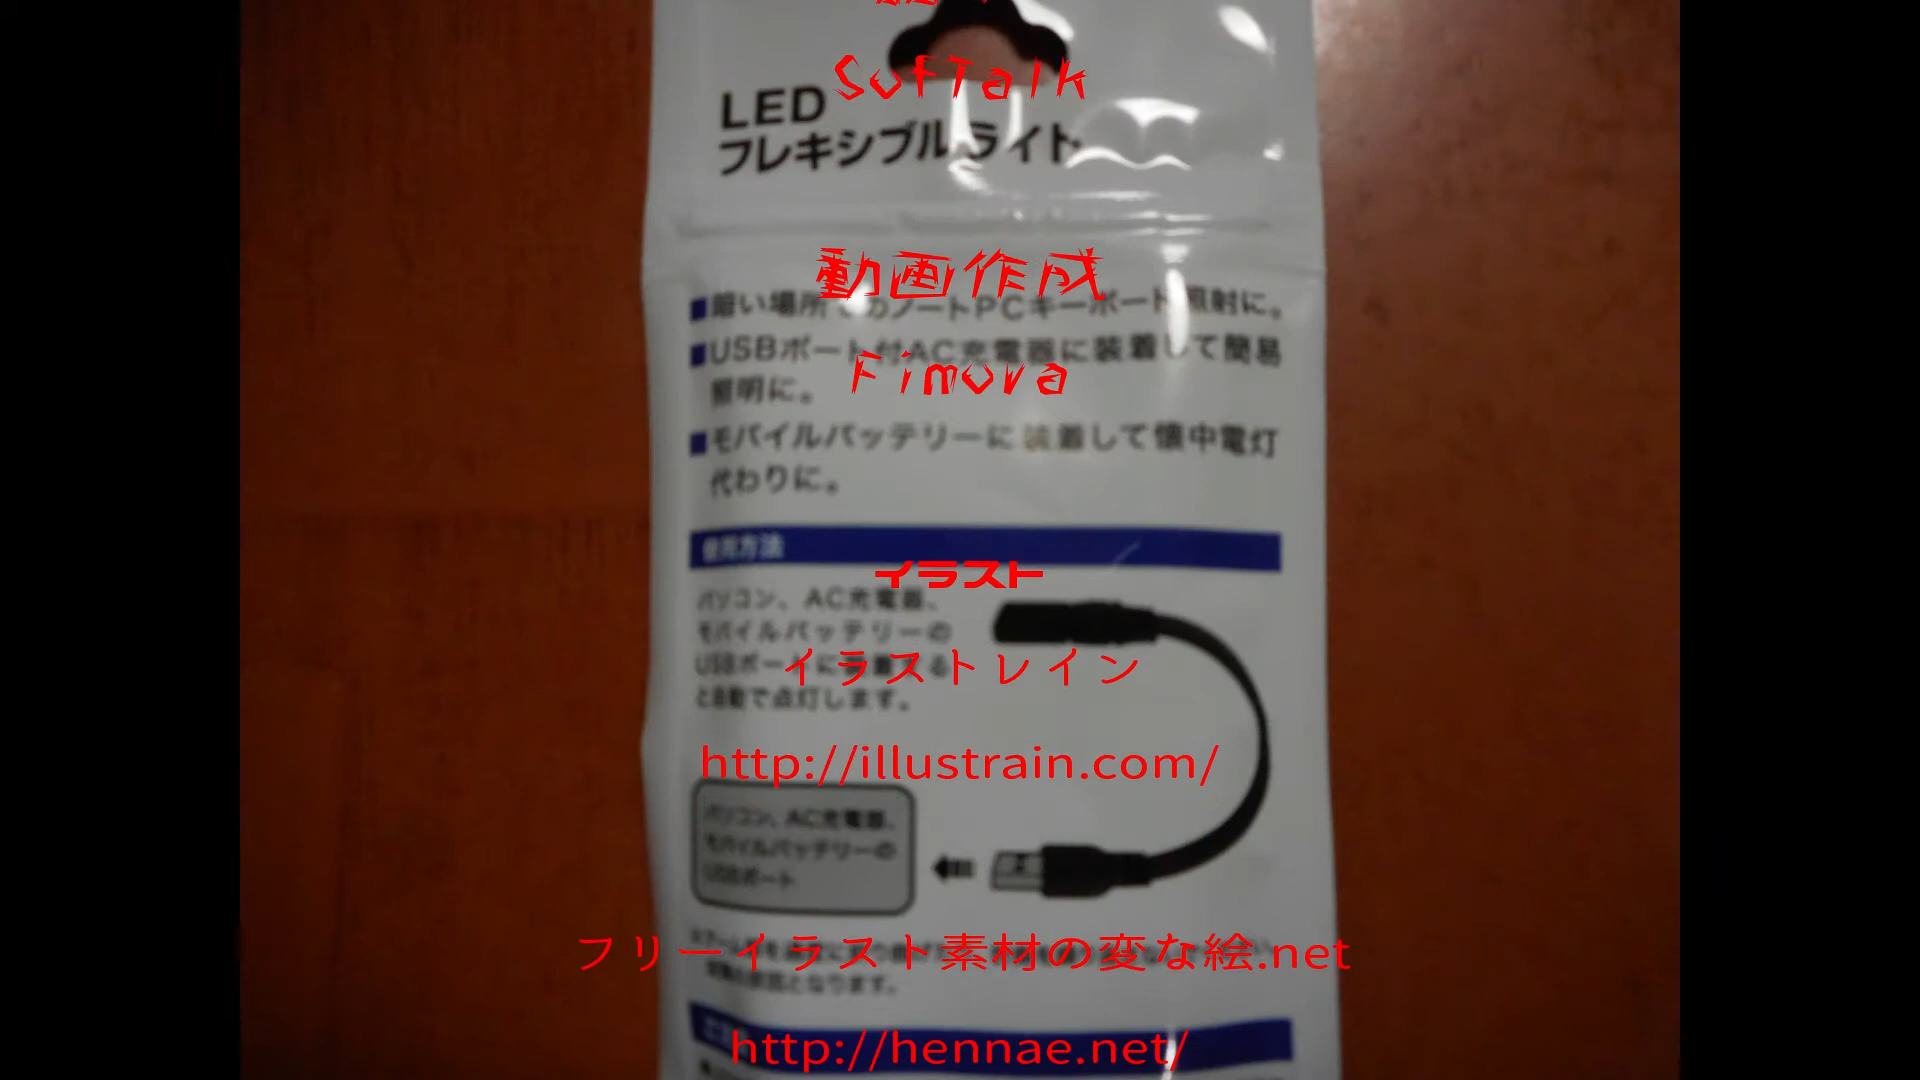 SofTalk
LED
フレキシブルライト
動画作成
■暗い場所でのノートPCキーボード照射に。
■USBポート付AC充電器に装着して簡易
照明に。
Fimora
■モバイルバッテリーに装着して懐中電灯
代わりに。
使用方法
イラスト
パソコン、AC充電器、
モバイルバッテリーの
USBポートに装着する
と自動で点灯します。
イラストレイン
http://illustrain.com/
パソコン、AC充電器、
モバイルバッテリーの
USBポート
フリーイラスト素材の変な絵.net
となります。
http://hennae.net/